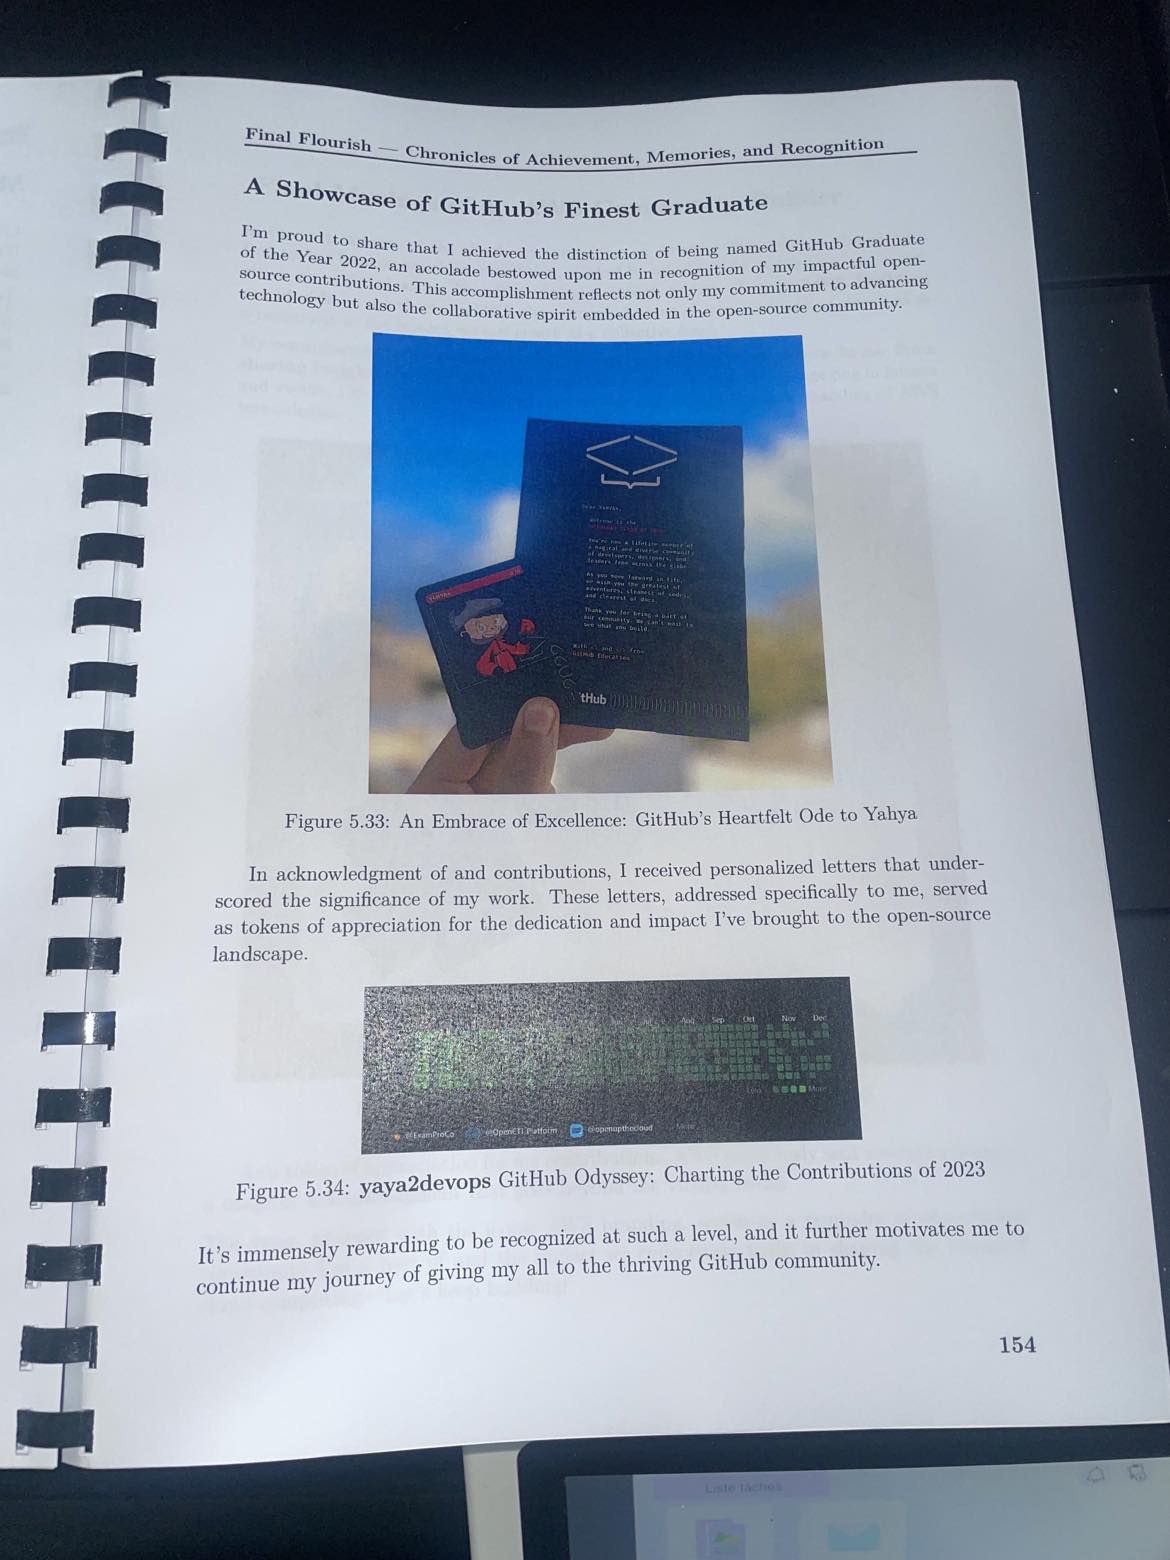 Final Flourish — Chronicles of Achievement, Memories, and Recognition
A Showcase of GitHub's Finest Graduate
I'm proud to share that I achieved the distinction of being named GitHub Graduate
of the Year 2022, an accolade bestowed upon me in recognition of my impactful open-
source contributions. This accomplishment reflects not only my commitment to advancing
technology but also the collaborative spirit embedded in the open-source community.
Dear Yahya,
Welcome to the
You're now a lifetime member of
a magical and diverse community
of developers, designers, and
leaders from across the globe.
As you move forward in life,
we wish you the greatest of
adventures, cleanest of codes,
and clearest of docs.
Thank you for being a part of
our community. We can't wait to
see what you build.
With and from
GitHub Education
tHub
Figure 5.33: An Embrace of Excellence: GitHub's Heartfelt Ode to Yahya
In acknowledgment of and contributions, I received personalized letters that under-
scored the significance of my work. These letters, addressed specifically to me, served
as tokens of appreciation for the dedication and impact I've brought to the open-source
landscape.
Aug Sep Oct Nov Dec
Less More
@ExamProCo @OpenCTI-Platform @openupthecloud More
Figure 5.34: yaya2devops GitHub Odyssey: Charting the Contributions of 2023
It's immensely rewarding to be recognized at such a level, and it further motivates me to
continue my journey of giving my all to the thriving GitHub community.
154
Liste tâches